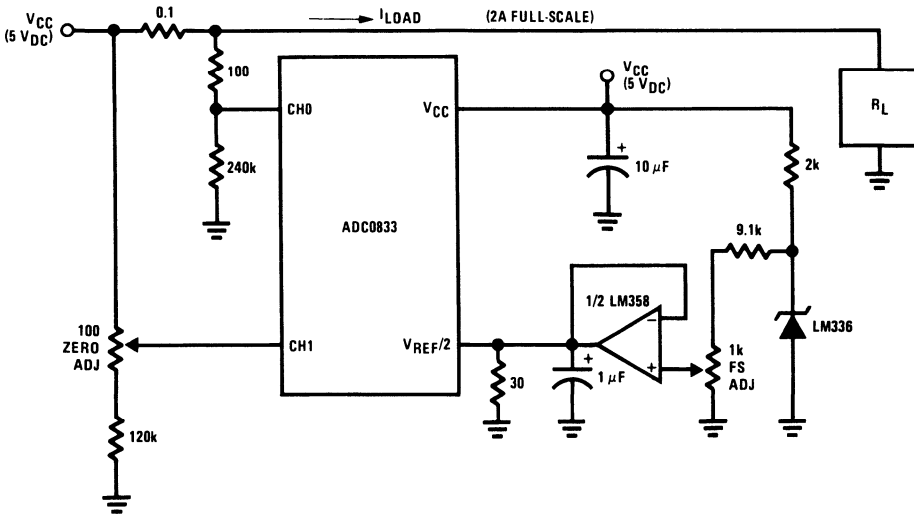 VCC
(5 VDC)
0.1
ILOAD
(2A FULL-SCALE)
100
CH0
240k
ADC0833
VCC
VCC
(5 VDC)
10 μF
2k
RL
9.1k
1/2 LM358
LM336
100
ZERO
ADJ
CH1
VREF/2
30
+
1 μF
−
+
1k
FS
ADJ
+
120k